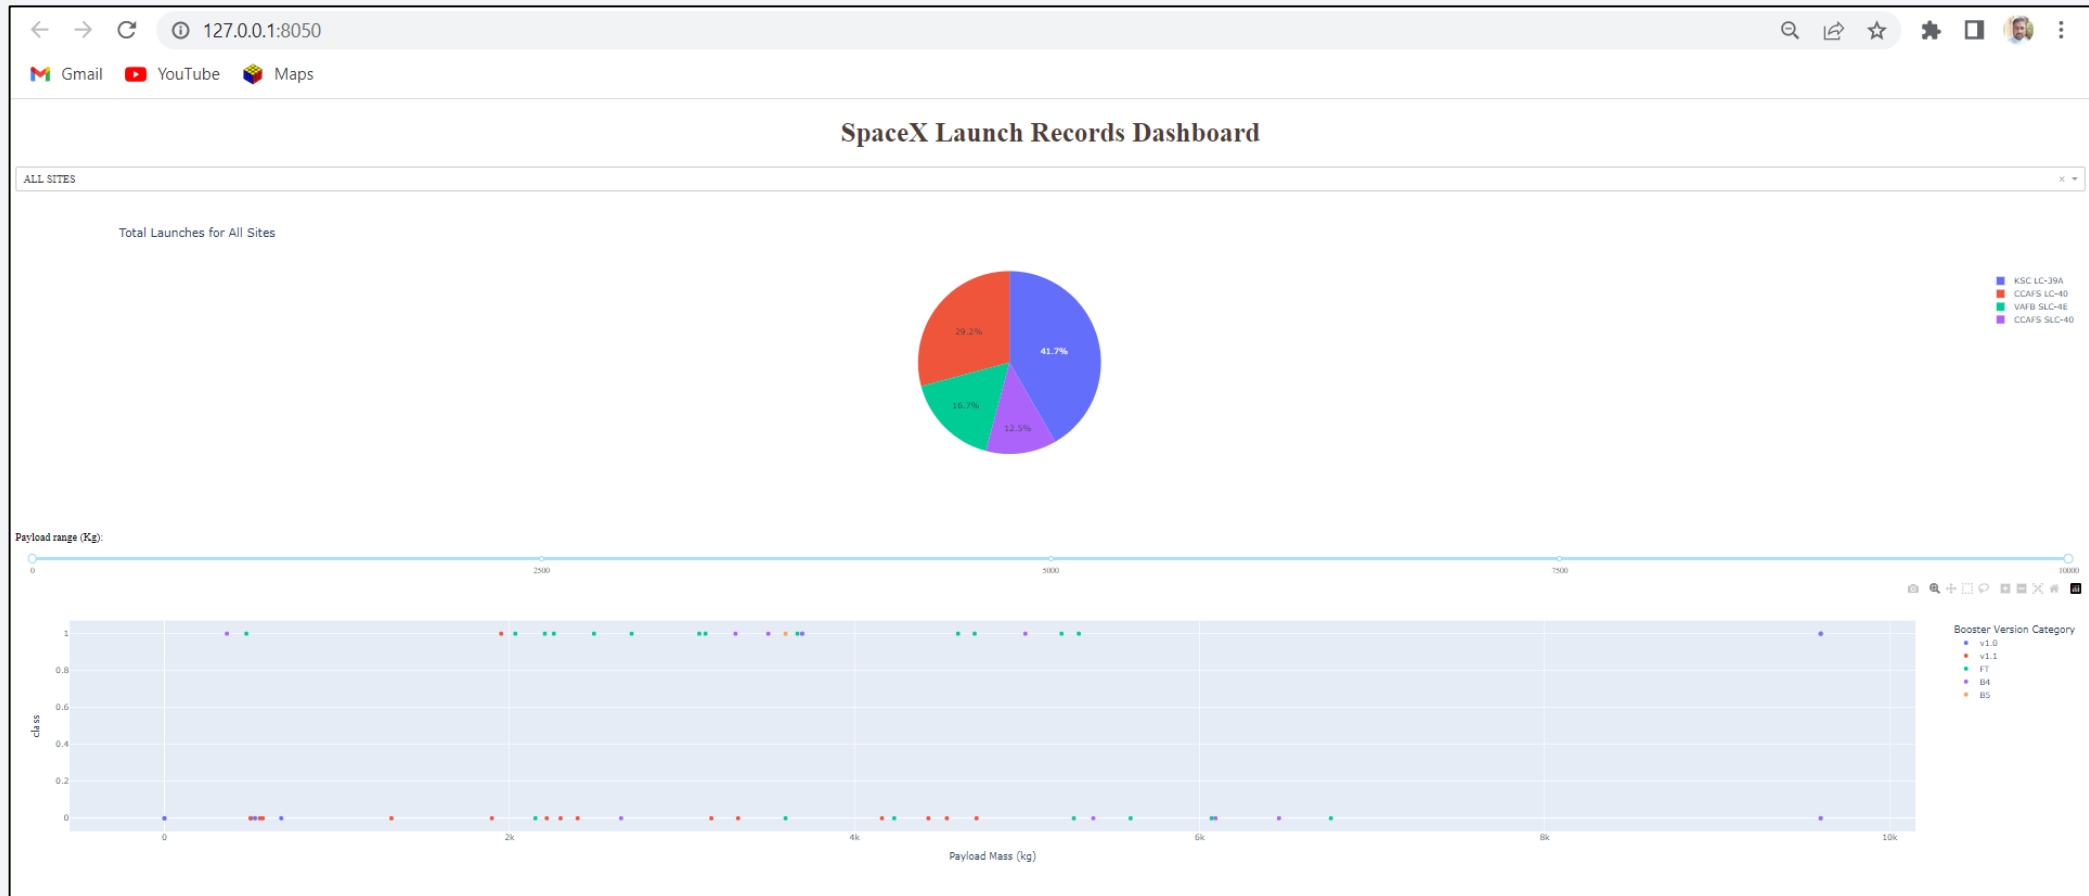 127.0.0.1:8050
Gmail YouTube Maps
SpaceX Launch Records Dashboard
ALL SITES
Total Launches for All Sites
KSC LC-39A
CCAFS LC-40
VAFB SLC-4E
CCAFS SLC-40
29.2%
41.7%
16.7%
12.5%
Payload range (Kg):
0 2500 5000 7500 10000
Booster Version Category
v1.0
v1.1
FT
B4
B5
1
0.8
0.6
0.4
0.2
0
class
0 2k 4k 6k 8k 10k
Payload Mass (kg)